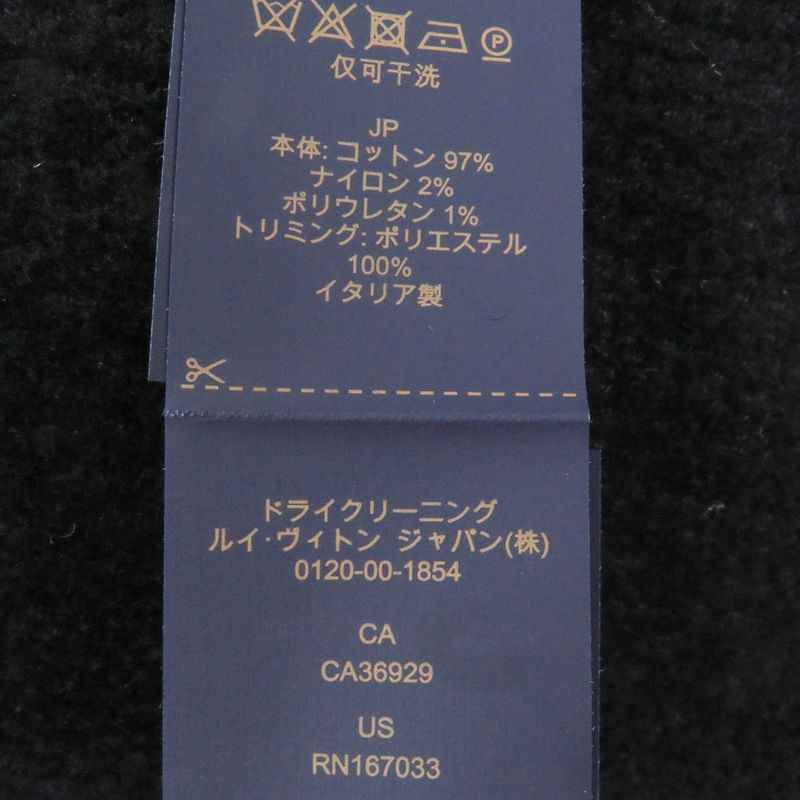 P
仅可干洗
JP
本体: コットン 97%
ナイロン 2%
ポリウレタン 1%
トリミング: ポリエステル
100%
イタリア製
ドライクリーニング
ルイ·ヴィトン ジャパン(株)
0120-00-1854
CA
CA36929
US
RN167033